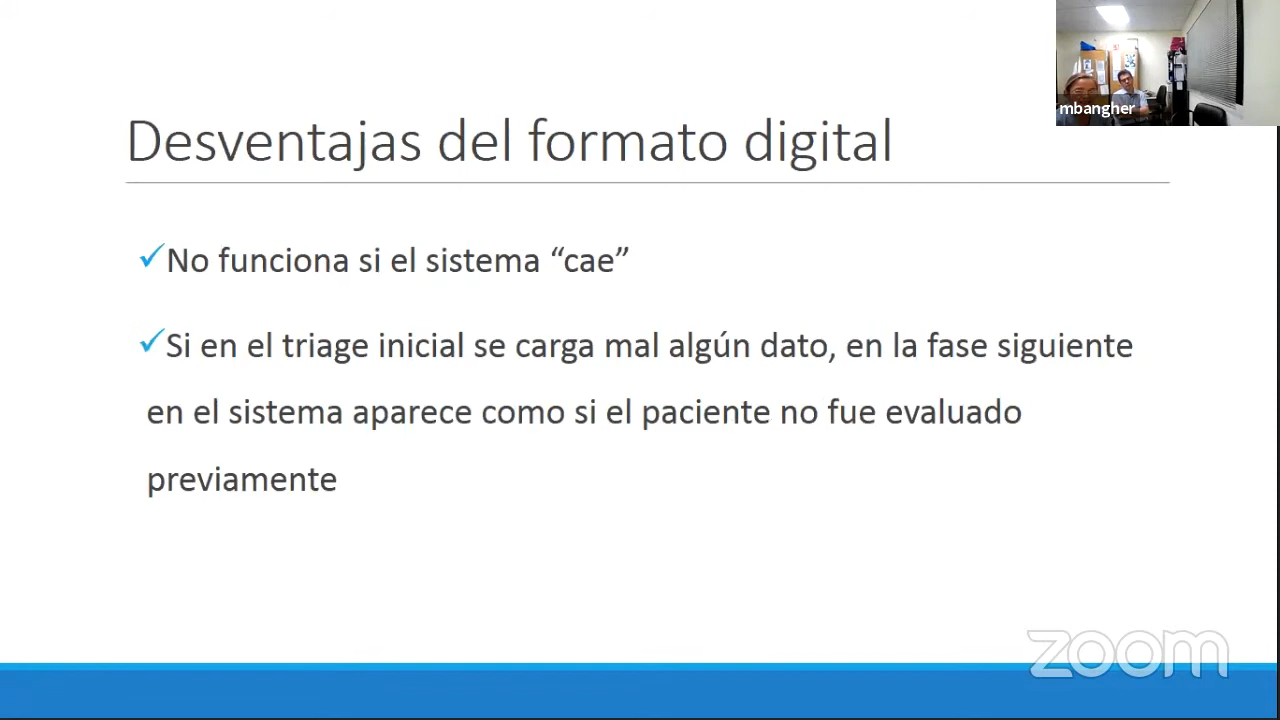 mbangher
Desventajas del formato digital
✓No funciona si el sistema “cae”
✓Si en el triage inicial se carga mal algún dato, en la fase siguiente
en el sistema aparece como si el paciente no fue evaluado
previamente
zoom